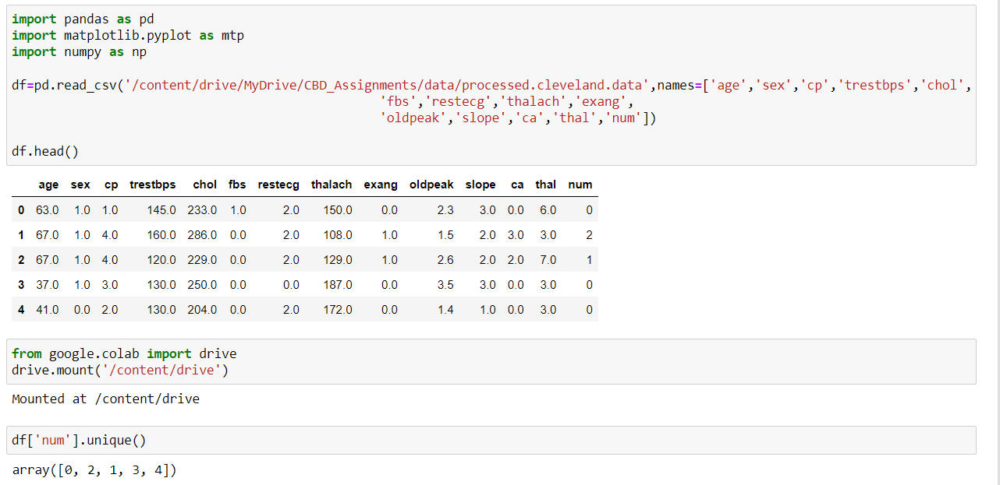 import pandas as pd
import matplotlib.pyplot as mtp
import numpy as np
df=pd.read_csv('/content/drive/MyDrive/CBD_Assignments/data/processed.cleveland.data',names=['age','sex','cp','trestbps','chol',
'fbs','restecg','thalach','exang',
'oldpeak','slope','ca','thal','num'])
df.head()
age sex cp trestbps chol fbs restecg thalach exang oldpeak slope ca thal num
0 63.0 1.0 1.0 145.0 233.0 1.0 2.0 150.0 0.0 2.3 3.0 0.0 6.0 0
1 67.0 1.0 4.0 160.0 286.0 0.0 2.0 108.0 1.0 1.5 2.0 3.0 3.0 2
2 67.0 1.0 4.0 120.0 229.0 0.0 2.0 129.0 1.0 2.6 2.0 2.0 7.0 1
3 37.0 1.0 3.0 130.0 250.0 0.0 0.0 187.0 0.0 3.5 3.0 0.0 3.0 0
4 41.0 0.0 2.0 130.0 204.0 0.0 2.0 172.0 0.0 1.4 1.0 0.0 3.0 0
from google.colab import drive
drive.mount('/content/drive')
Mounted at /content/drive
df['num'].unique()
array([0, 2, 1, 3, 4])